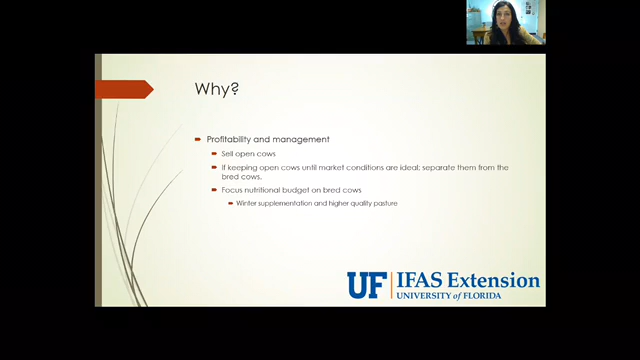 Why?
Profitability and management
Sell open cows
If keeping open cows until market conditions are ideal; separate them from the
bred cows.
Focus nutritional budget on bred cows
Winter supplementation and higher quality pasture
UF IFAS Extension
UNIVERSITY of FLORIDA